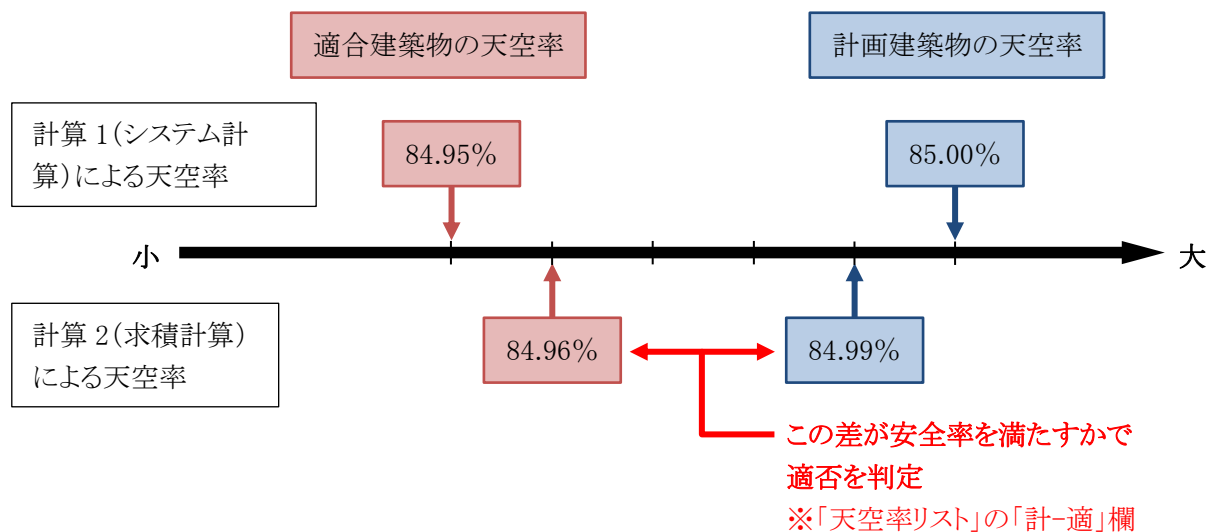 適合建築物の天空率
計画建築物の天空率
計算 1(システム計
算)による天空率
84.95%
85.00%
小
大
計算 2(求積計算)
による天空率
84.96%
84.99%
この差が安全率を満たすかで
適否を判定
※「天空率リスト」の「計-適」欄